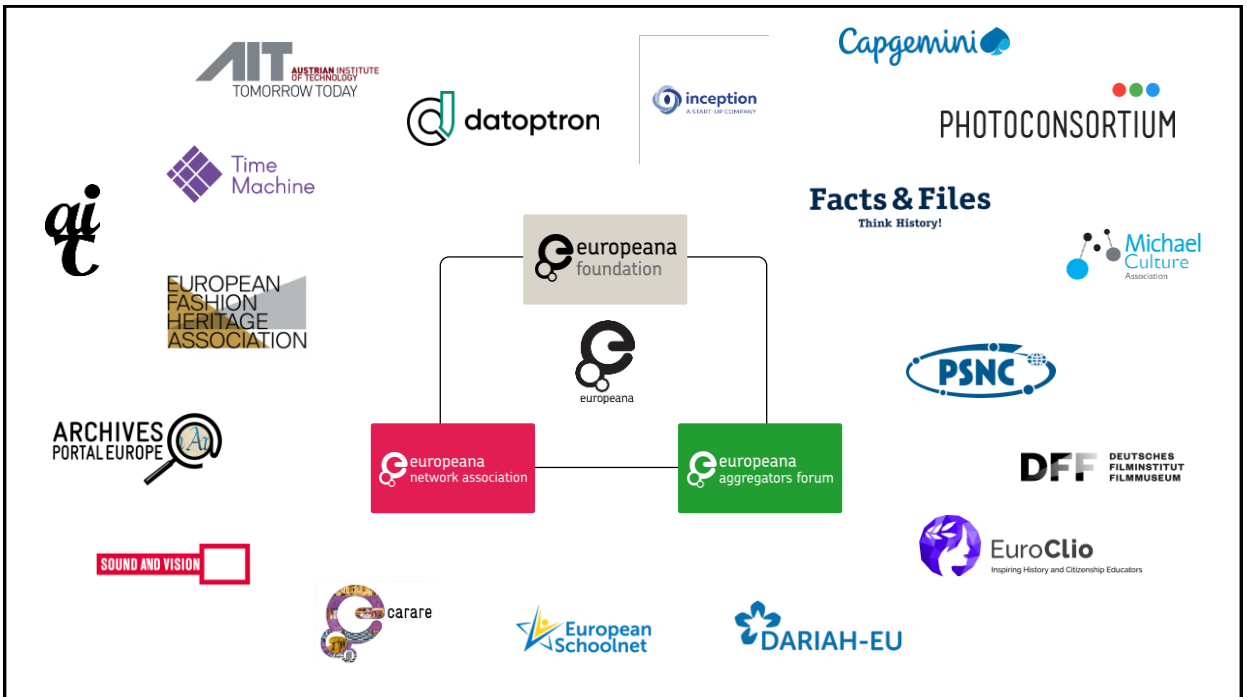 AIT
AUSTRIAN INSTITUTE
OF TECHNOLOGY
TOMORROW TODAY
datoptron
inception
A START-UP COMPANY
Capgemini
PHOTOCONSORTIUM
Time
Machine
aic
Facts & Files
Think History!
Michael
Culture
Association
europeana
foundation
EUROPEAN
FASHION
HERITAGE
ASSOCIATION
europeana
PSNC
ARCHIVES
PORTAL EUROPE
europeana
network association
europeana
aggregators forum
DFF
DEUTSCHES
FILMINSTITUT
FILMMUSEUM
SOUND AND VISION
EuroClio
Inspiring History and Citizenship Educators
carare
European
Schoolnet
DARIAH-EU